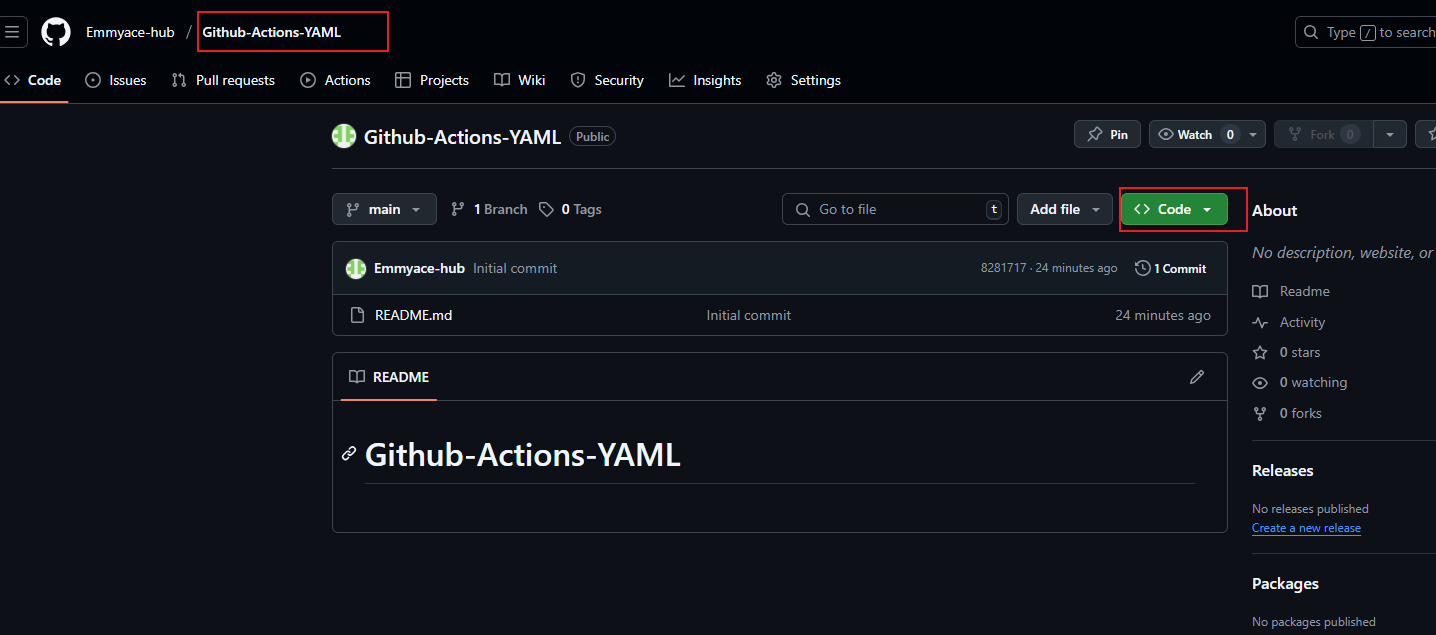 Emmyace-hub / Github-Actions-YAML
Type / to search
Code Issues Pull requests Actions Projects Wiki Security Insights Settings
Github-Actions-YAML Public
Pin Watch 0 Fork 0
main 1 Branch 0 Tags
Go to file t Add file Code
Emmyace-hub Initial commit 8281717 · 24 minutes ago 1 Commit
README.md Initial commit 24 minutes ago
README
Github-Actions-YAML
About
No description, website, or
Readme
Activity
0 stars
0 watching
0 forks
Releases
No releases published
Create a new release
Packages
No packages published